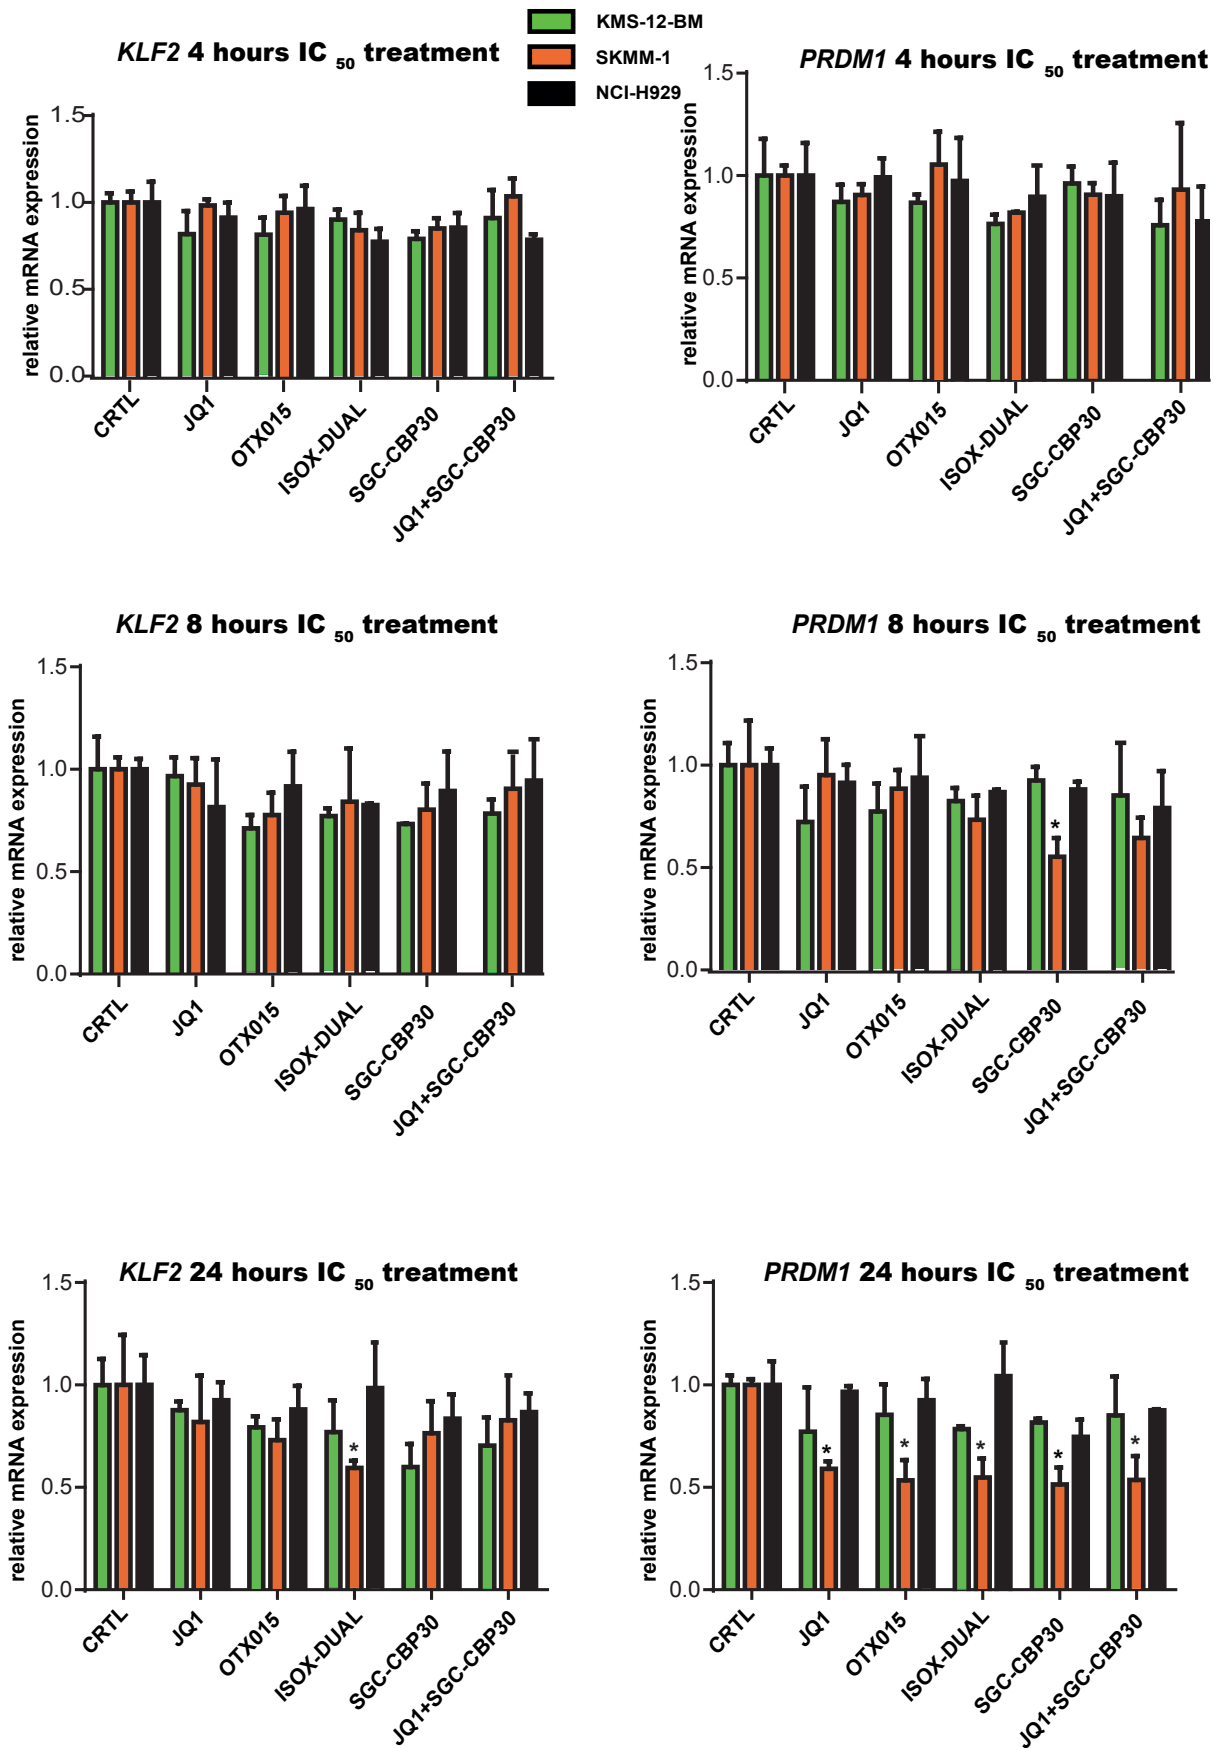 KMS-12-BM
SKMM-1
NCI-H929
KLF2 4 hours IC 50 treatment
relative mRNA expression
1.5
1.0
0.5
0.0
CRTL
JQ1
OTX015
ISOX-DUAL
SGC-CBP30
JQ1+SGC-CBP30
PRDM1 4 hours IC 50 treatment
relative mRNA expression
1.5
1.0
0.5
0.0
CRTL
JQ1
OTX015
ISOX-DUAL
SGC-CBP30
JQ1+SGC-CBP30
KLF2 8 hours IC 50 treatment
relative mRNA expression
1.5
1.0
0.5
0.0
CRTL
JQ1
OTX015
ISOX-DUAL
SGC-CBP30
JQ1+SGC-CBP30
PRDM1 8 hours IC 50 treatment
relative mRNA expression
1.5
1.0
0.5
0.0
*
CRTL
JQ1
OTX015
ISOX-DUAL
SGC-CBP30
JQ1+SGC-CBP30
KLF2 24 hours IC 50 treatment
relative mRNA expression
1.5
1.0
0.5
0.0
*
CRTL
JQ1
OTX015
ISOX-DUAL
SGC-CBP30
JQ1+SGC-CBP30
PRDM1 24 hours IC 50 treatment
relative mRNA expression
1.5
1.0
0.5
0.0
* * * * *
CRTL
JQ1
OTX015
ISOX-DUAL
SGC-CBP30
JQ1+SGC-CBP30